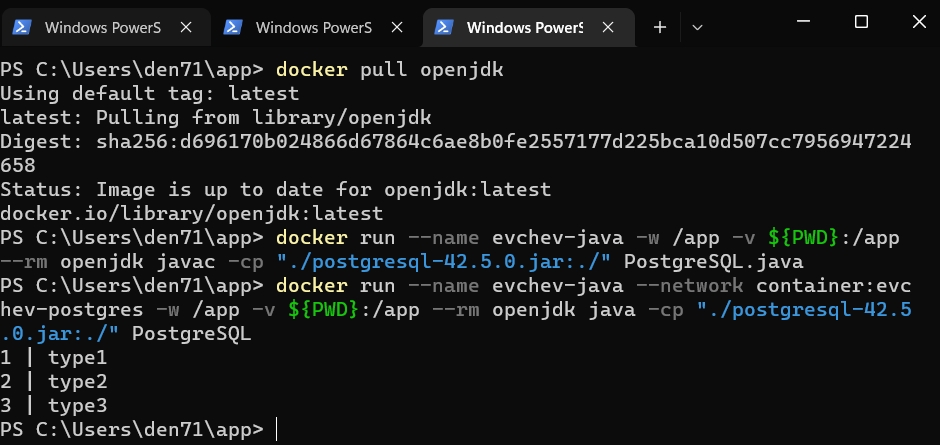 Windows PowerS
Windows PowerS
Windows PowerS
PS C:\Users\den71\app> docker pull openjdk
Using default tag: latest
latest: Pulling from library/openjdk
Digest: sha256:d696170b024866d67864c6ae8b0fe2557177d225bca10d507cc7956947224
658
Status: Image is up to date for openjdk:latest
docker.io/library/openjdk:latest
PS C:\Users\den71\app> docker run --name evchev-java -w /app -v ${PWD}:/app
--rm openjdk javac -cp "./postgresql-42.5.0.jar:./" PostgreSQL.java
PS C:\Users\den71\app> docker run --name evchev-java --network container:evc
hev-postgres -w /app -v ${PWD}:/app --rm openjdk java -cp "./postgresql-42.5
.0.jar:./" PostgreSQL
1 | type1
2 | type2
3 | type3
PS C:\Users\den71\app>